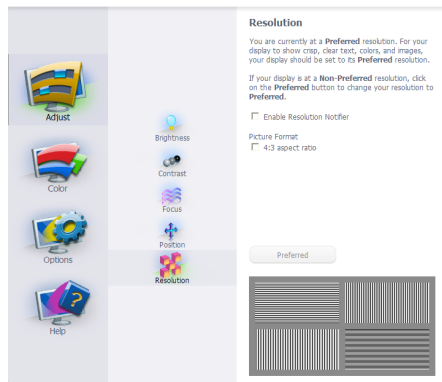 Adjust
Color
Options
Help
Brightness
Contrast
Focus
Position
Resolution
Resolution
You are currently at a Preferred resolution. For your
display to show crisp, clear text, colors, and images,
your display should be set to its Preferred resolution.
If your display is at a Non-Preferred resolution, click
on the Preferred button to change your resolution to
Preferred.
Enable Resolution Notifier
Picture Format
4:3 aspect ratio
Preferred